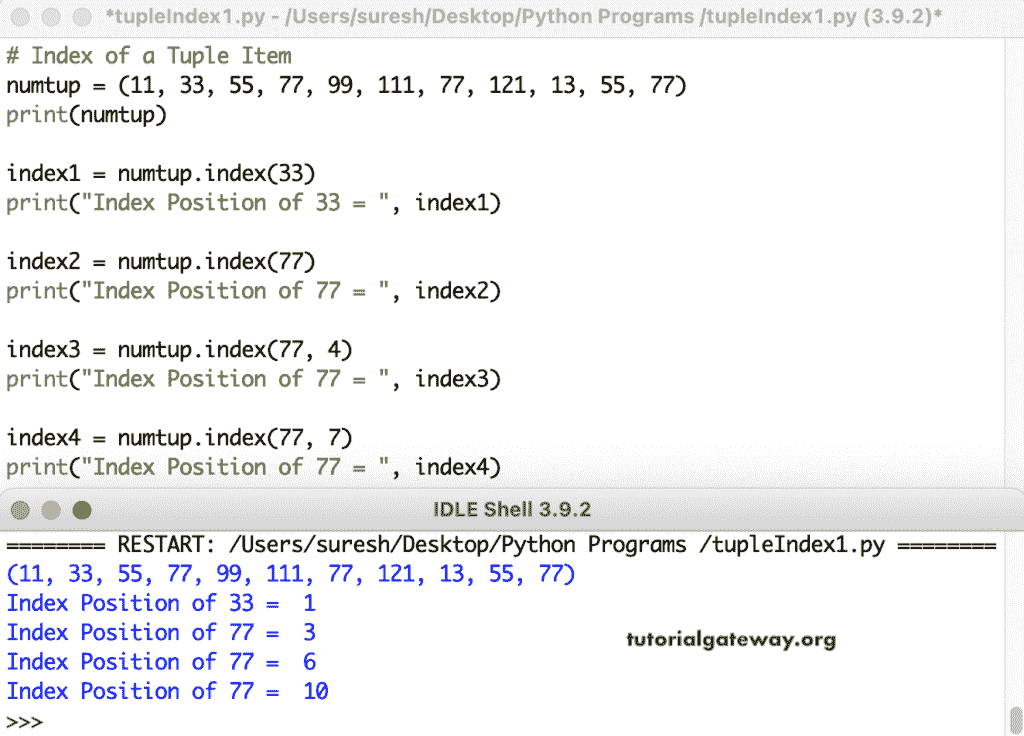 *tupleIndex1.py - /Users/suresh/Desktop/Python Programs /tupleIndex1.py (3.9.2)*
# Index of a Tuple Item
numtup = (11, 33, 55, 77, 99, 111, 77, 121, 13, 55, 77)
print(numtup)
index1 = numtup.index(33)
print("Index Position of 33 = ", index1)
index2 = numtup.index(77)
print("Index Position of 77 = ", index2)
index3 = numtup.index(77, 4)
print("Index Position of 77 = ", index3)
index4 = numtup.index(77, 7)
print("Index Position of 77 = ", index4)
IDLE Shell 3.9.2
======== RESTART: /Users/suresh/Desktop/Python Programs /tupleIndex1.py ========
(11, 33, 55, 77, 99, 111, 77, 121, 13, 55, 77)
Index Position of 33 =  1
Index Position of 77 =  3
tutorialgateway.org
Index Position of 77 =  6
Index Position of 77 =  10
>>>